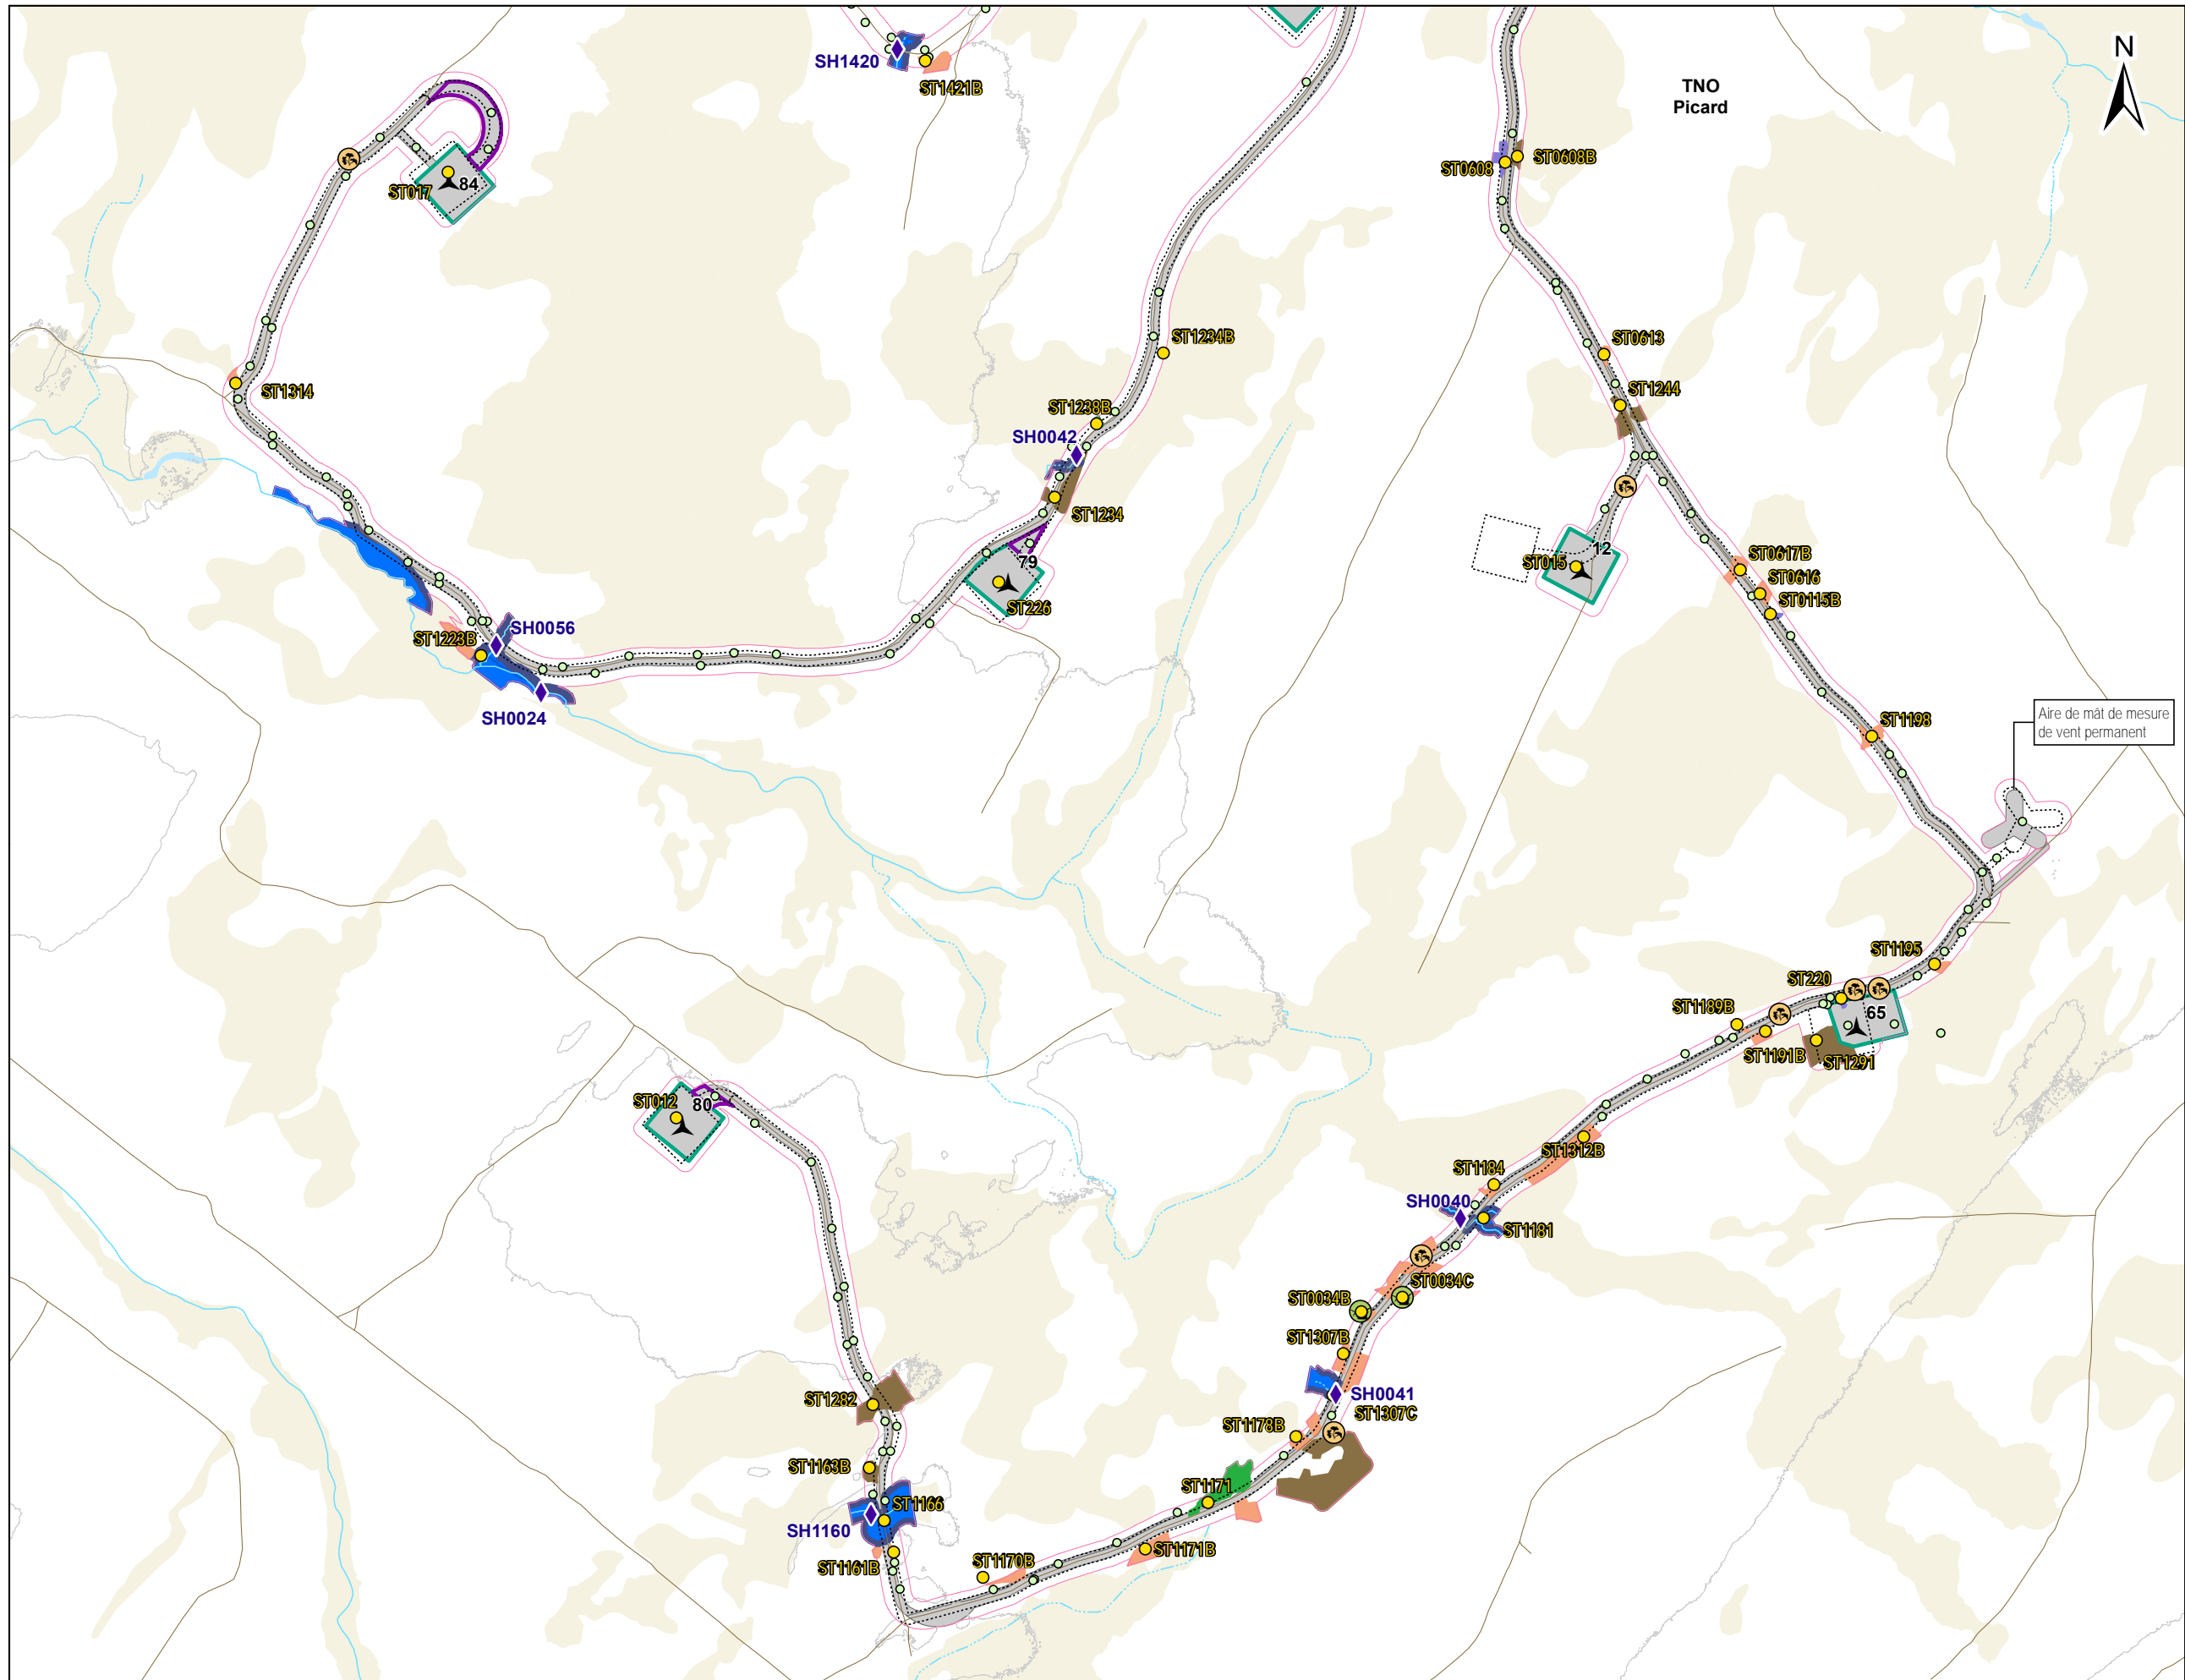 N
SH1420
ST1421B
TNO
Picard
ST0608
ST0608B
ST017
84
ST1234B
ST0613
ST1314
ST1244
ST1238B
SH0042
ST1234
12
ST015
79
ST226
ST0617B
ST0616
ST0115B
SH0056
ST1223B
SH0024
ST1198
Aire de mât de mesure
de vent permanent
ST1195
ST220
65
ST1189B
ST1191B
ST1291
ST012
80
ST1312B
ST1184
SH0040
ST1181
ST0034C
ST0034B
ST1307B
SH0041
ST1307C
ST1282
ST1178B
ST1163B
ST1171
ST1166
SH1160
ST1171B
ST1170B
ST1161B